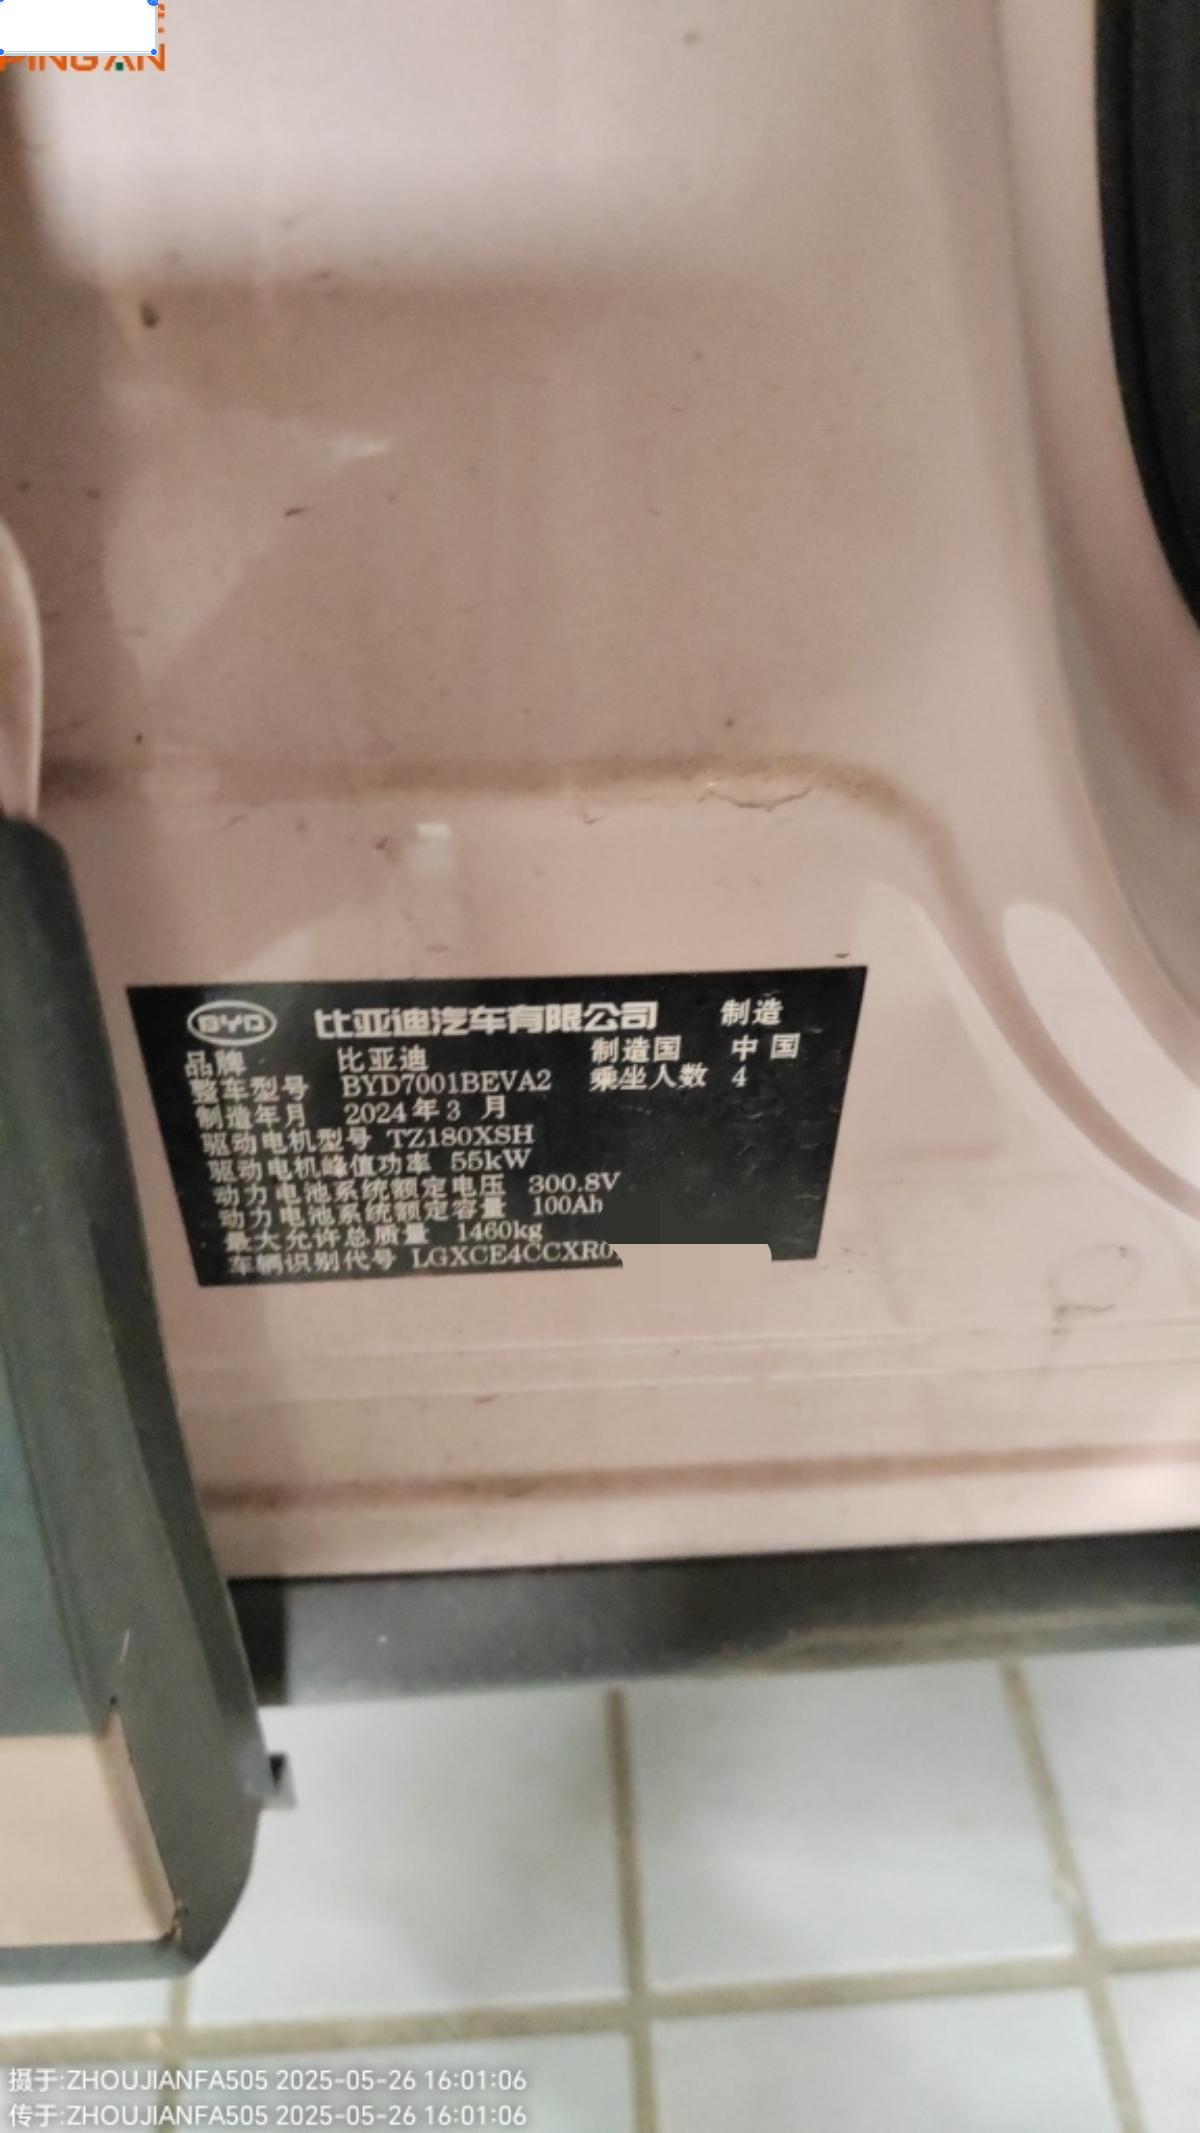 PING AN
BYD 比亚迪汽车有限公司 制造
品牌 比亚迪 制造国 中国
整车型号 BYD7001BEVA2 乘坐人数 4
制造年月 2024年3月
驱动电机型号 TZ180XSH
驱动电机峰值功率 55kW
动力电池系统额定电压 300.8V
动力电池系统额定容量 100Ah
最大允许总质量 1460kg
车辆识别代号 LGXCE4CCXR0
摄于:ZHOUJIANFA505 2025-05-26 16:01:06
传于:ZHOUJIANFA505 2025-05-26 16:01:06